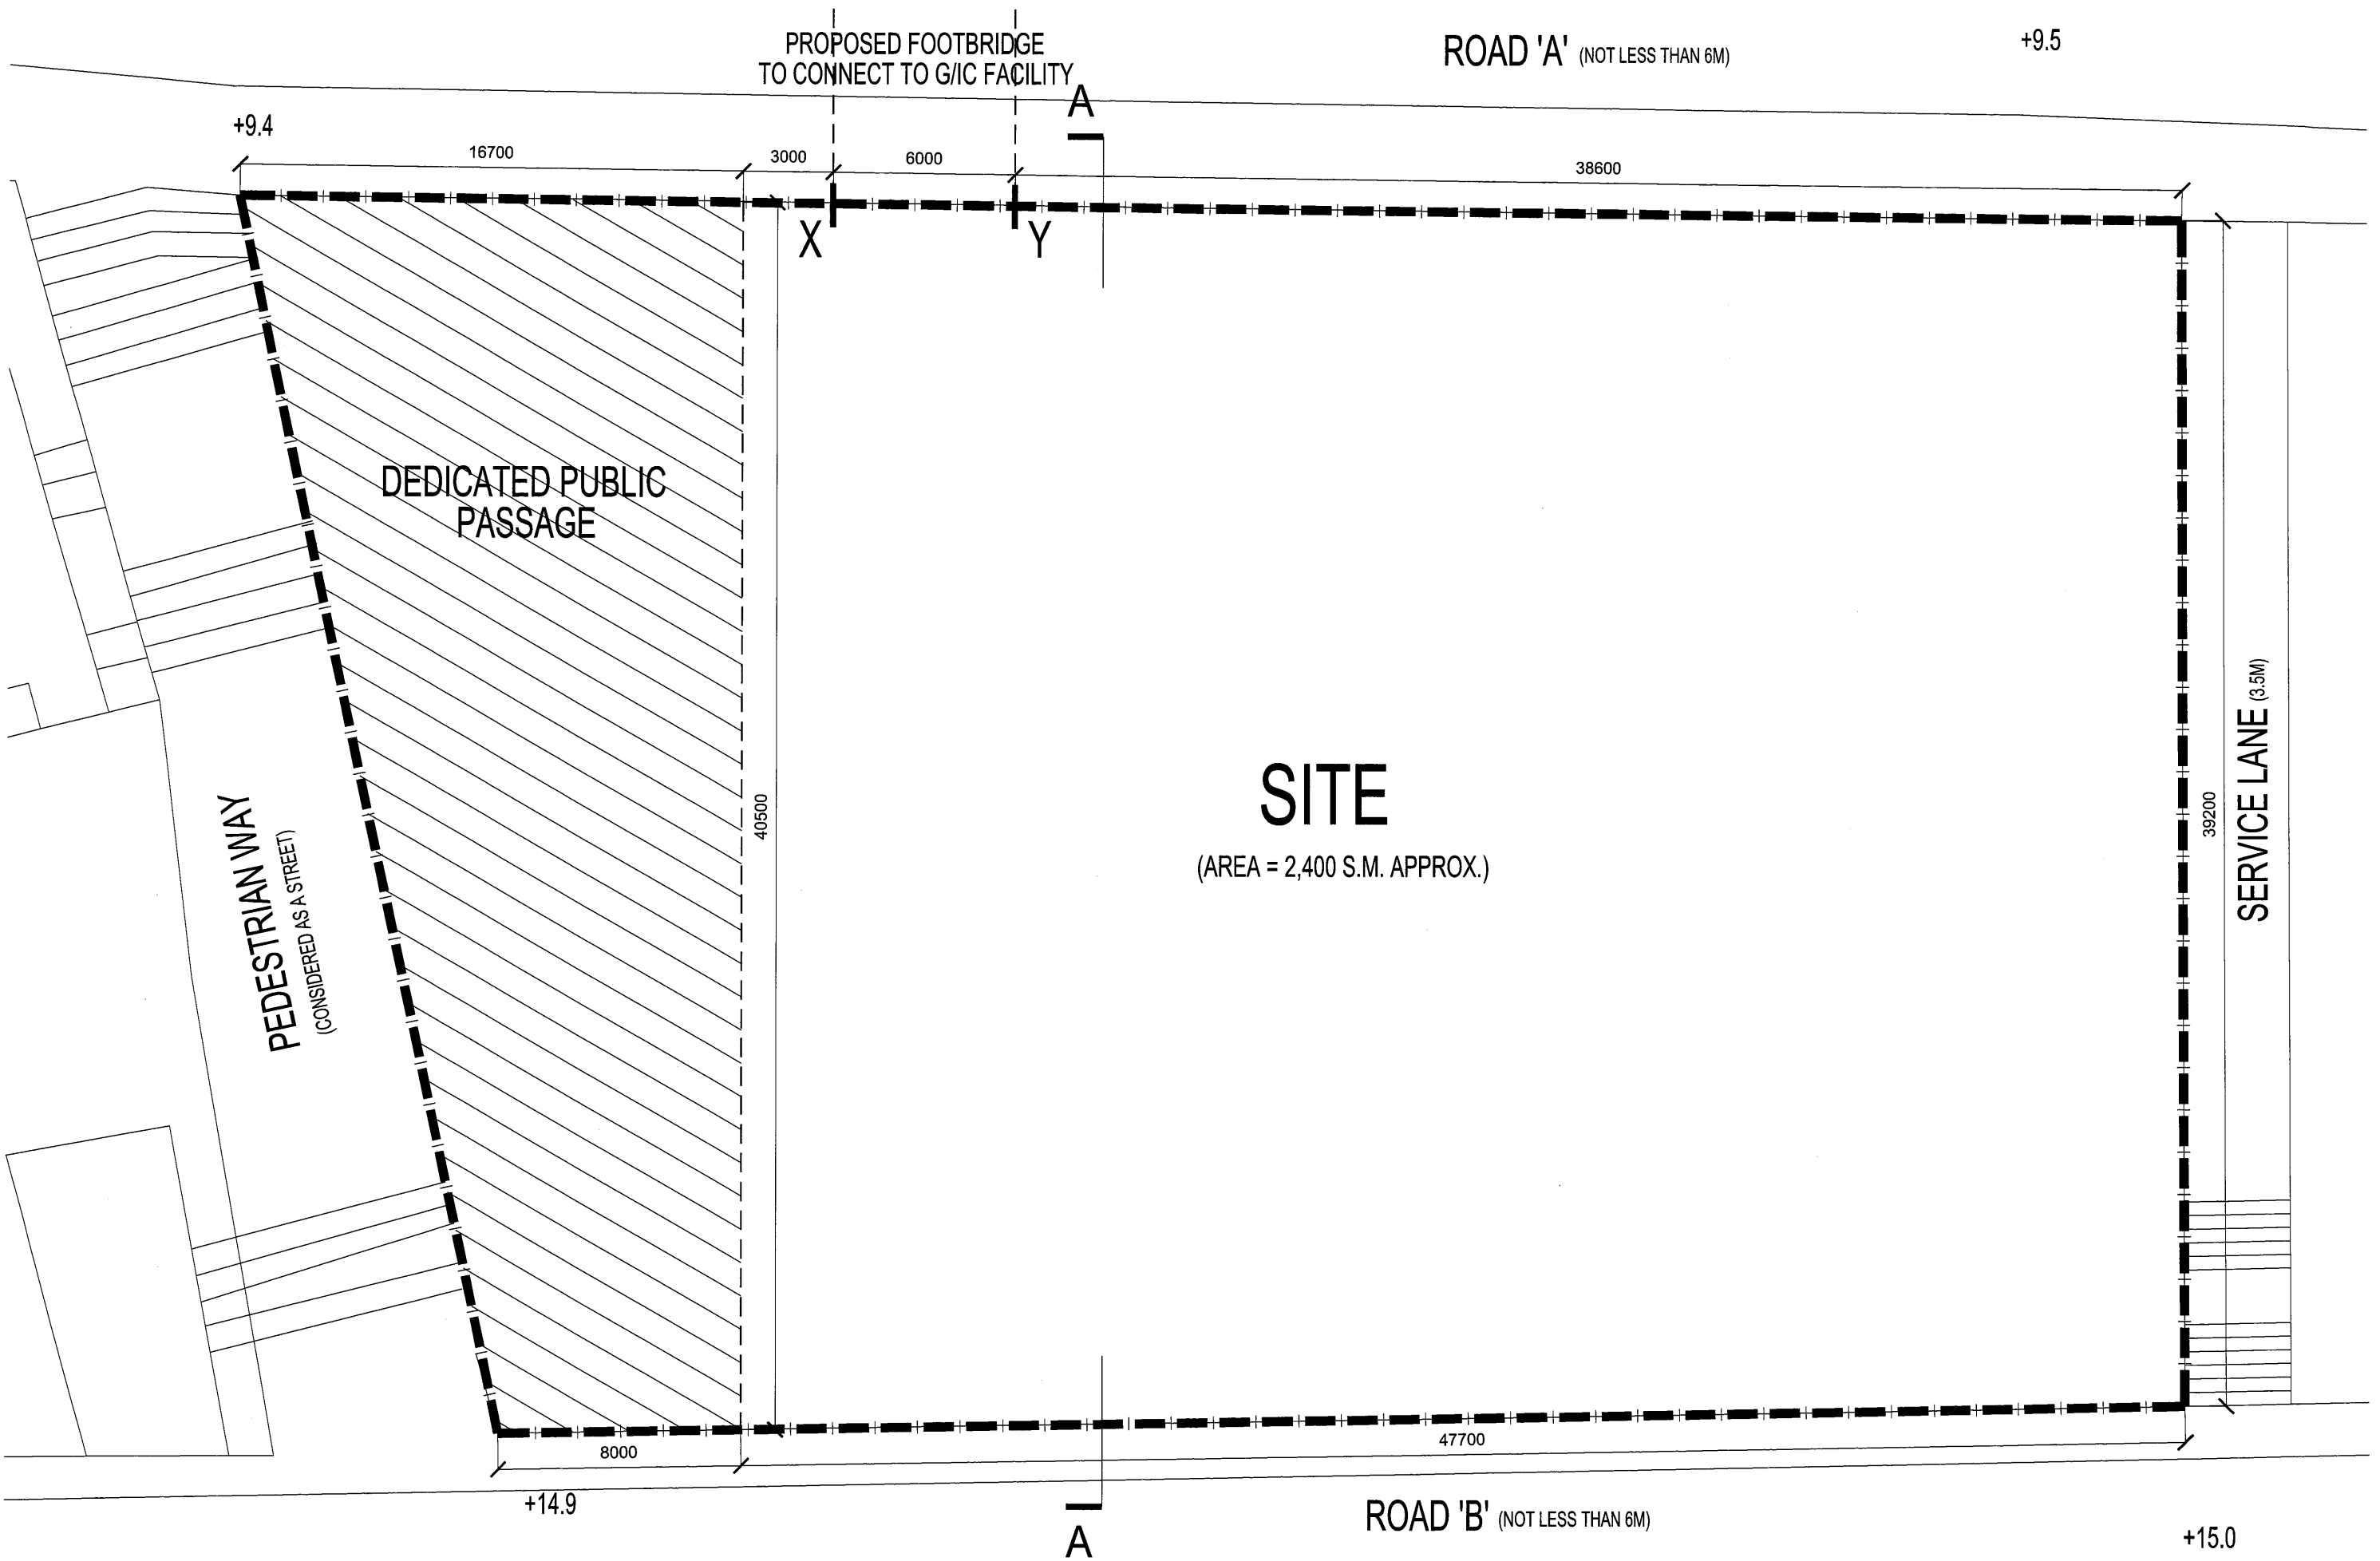 PROPOSED FOOTBRIDGE
TO CONNECT TO G/IC FACILITY
ROAD 'A' (NOT LESS THAN 6M)
+9.5
A
+9.4
16700
3000
6000
38600
X
Y
DEDICATED PUBLIC
PASSAGE
SITE
(AREA = 2,400 S.M. APPROX.)
40500
39200
SERVICE LANE (3.5M)
PEDESTRIAN WAY
(CONSIDERED AS A STREET)
8000
47700
+14.9
A
ROAD 'B' (NOT LESS THAN 6M)
+15.0